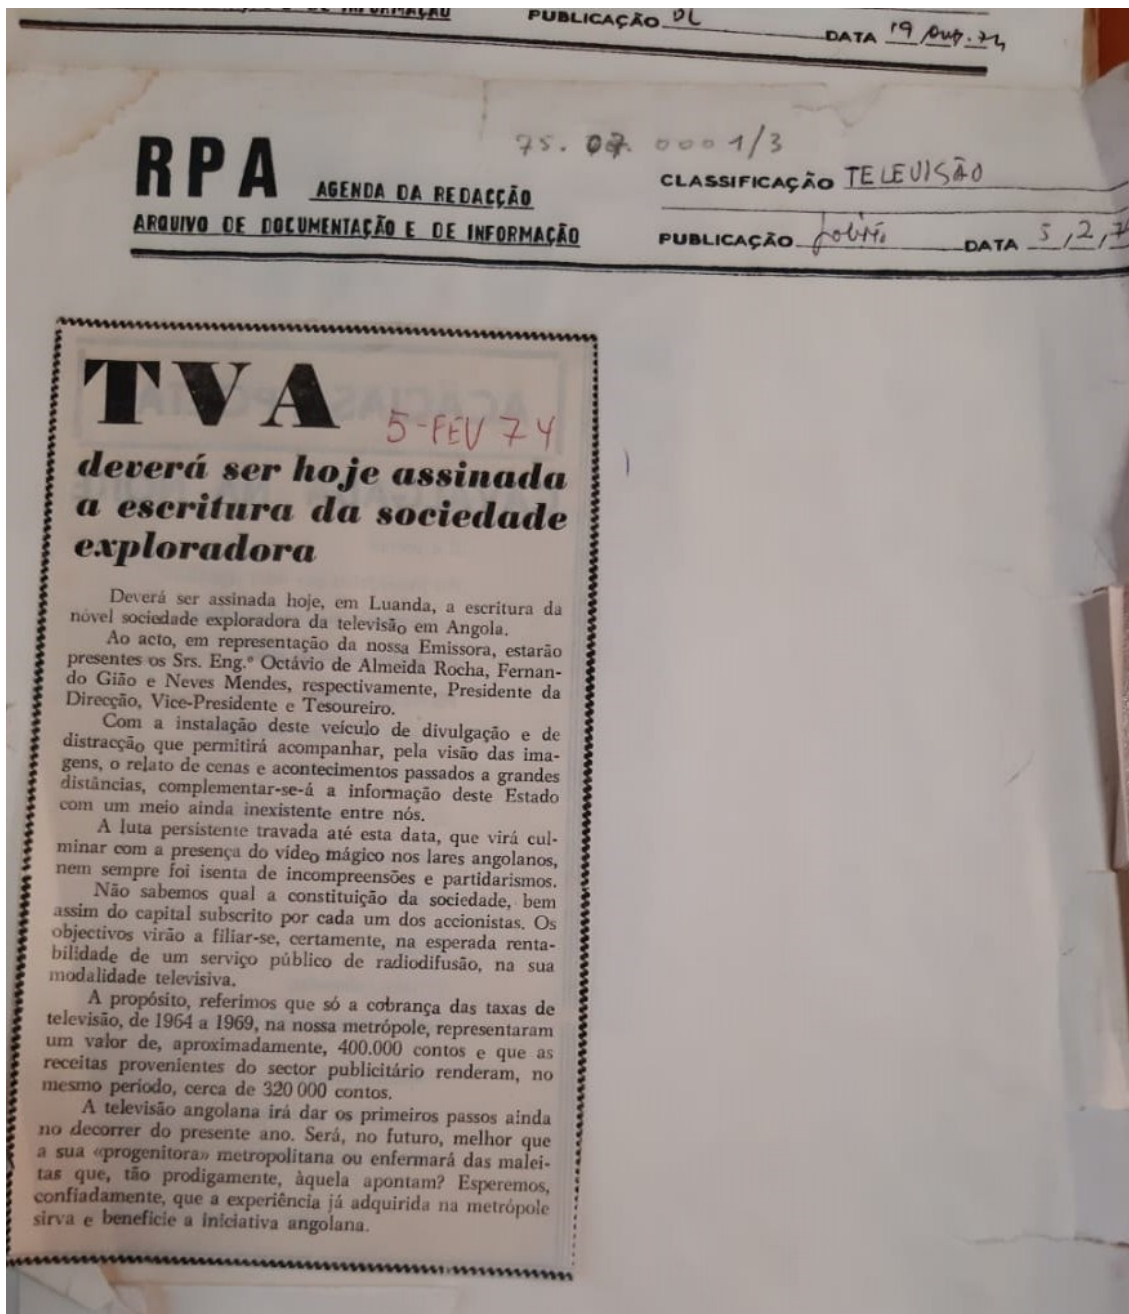 E DE INFORMAÇÃO
PUBLICAÇÃO DL
DATA 19 74
RPA AGENDA DA REDACÇÃO
ARQUIVO DE DOCUMENTAÇÃO E DE INFORMAÇÃO
75. 07. 0001/3
CLASSIFICAÇÃO TELEVISÃO
PUBLICAÇÃO Lobito DATA 5,2,7
TVA
5-FEV 74
deverá ser hoje assinada
a escritura da sociedade
exploradora
Deverá ser assinada hoje, em Luanda, a escritura da
nóvel sociedade exploradora da televisão em Angola.
Ao acto, em representação da nossa Emissora, estarão
presentes os Srs. Eng.º Octávio de Almeida Rocha, Fernan-
do Gião e Neves Mendes, respectivamente, Presidente da
Direcção, Vice-Presidente e Tesoureiro.
Com a instalação deste veículo de divulgação e de
distracção que permitirá acompanhar, pela visão das ima-
gens, o relato de cenas e acontecimentos passados a grandes
distâncias, complementar-se-á a informação deste Estado
com um meio ainda inexistente entre nós.
A luta persistente travada até esta data, que virá cul-
minar com a presença do vídeo mágico nos lares angolanos,
nem sempre foi isenta de incompreensões e partidarismos.
Não sabemos qual a constituição da sociedade, bem
assim do capital subscrito por cada um dos accionistas. Os
objectivos virão a filiar-se, certamente, na esperada renta-
bilidade de um serviço público de radiodifusão, na sua
modalidade televisiva.
A propósito, referimos que só a cobrança das taxas de
televisão, de 1964 a 1969, na nossa metrópole, representaram
um valor de, aproximadamente, 400.000 contos e que as
receitas provenientes do sector publicitário renderam, no
mesmo período, cerca de 320 000 contos.
A televisão angolana irá dar os primeiros passos ainda
no decorrer do presente ano. Será, no futuro, melhor que
a sua «progenitora» metropolitana ou enfermará das malei-
tas que, tão prodigamente, àquela apontam? Esperemos,
confiadamente, que a experiência já adquirida na metrópole
sirva e beneficie a iniciativa angolana.